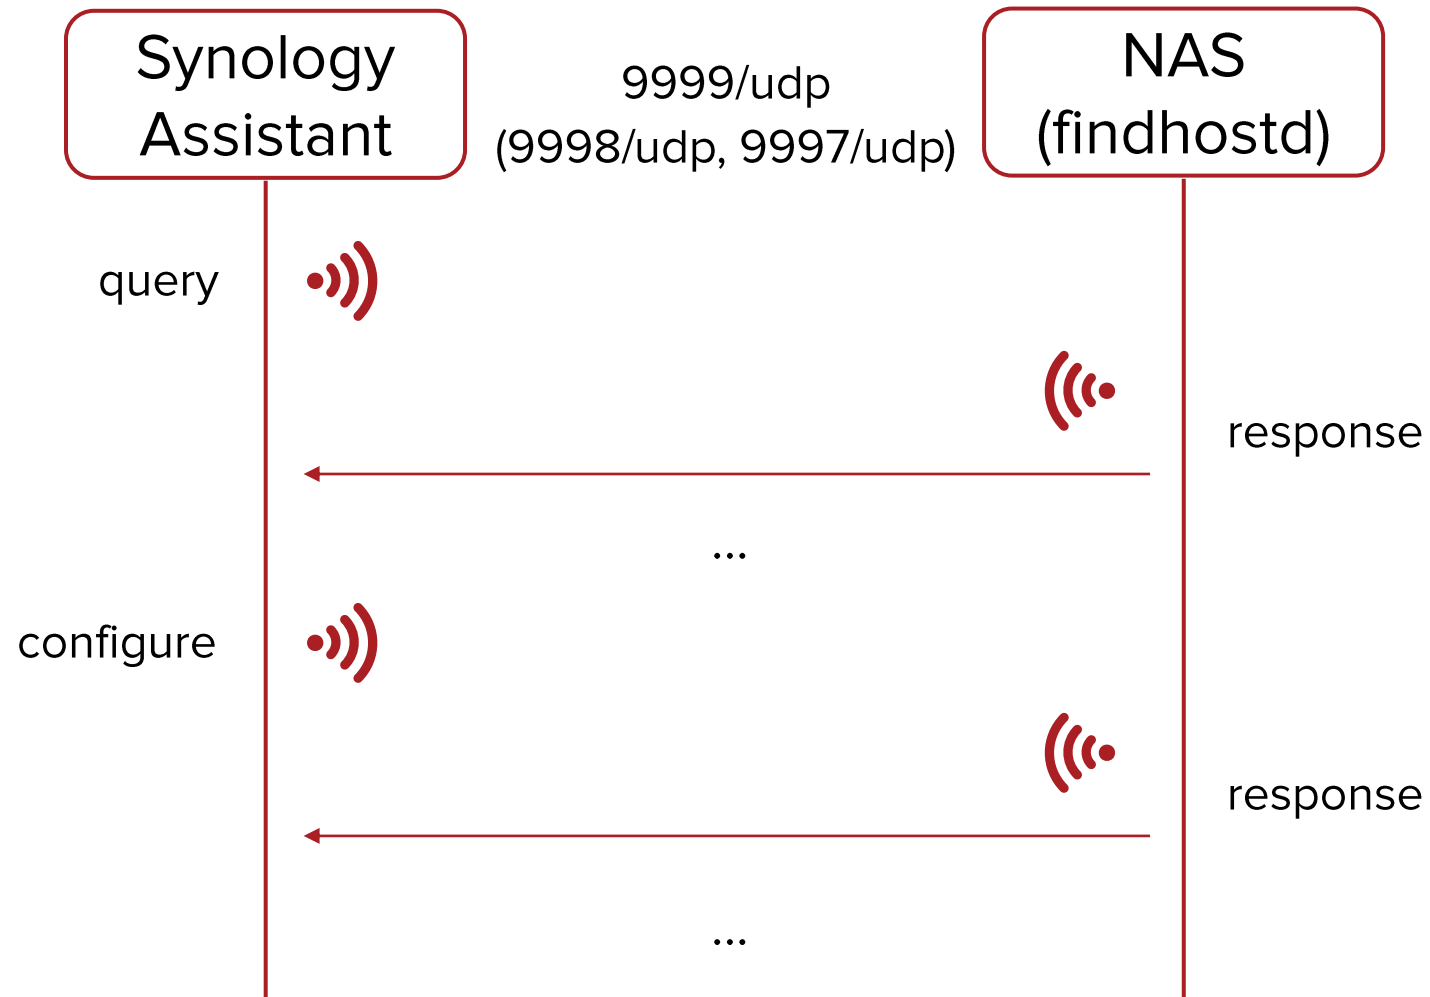 Synology
Assistant
9999/udp
(9998/udp, 9997/udp)
NAS
(findhostd)
query
response
...
configure
response
...